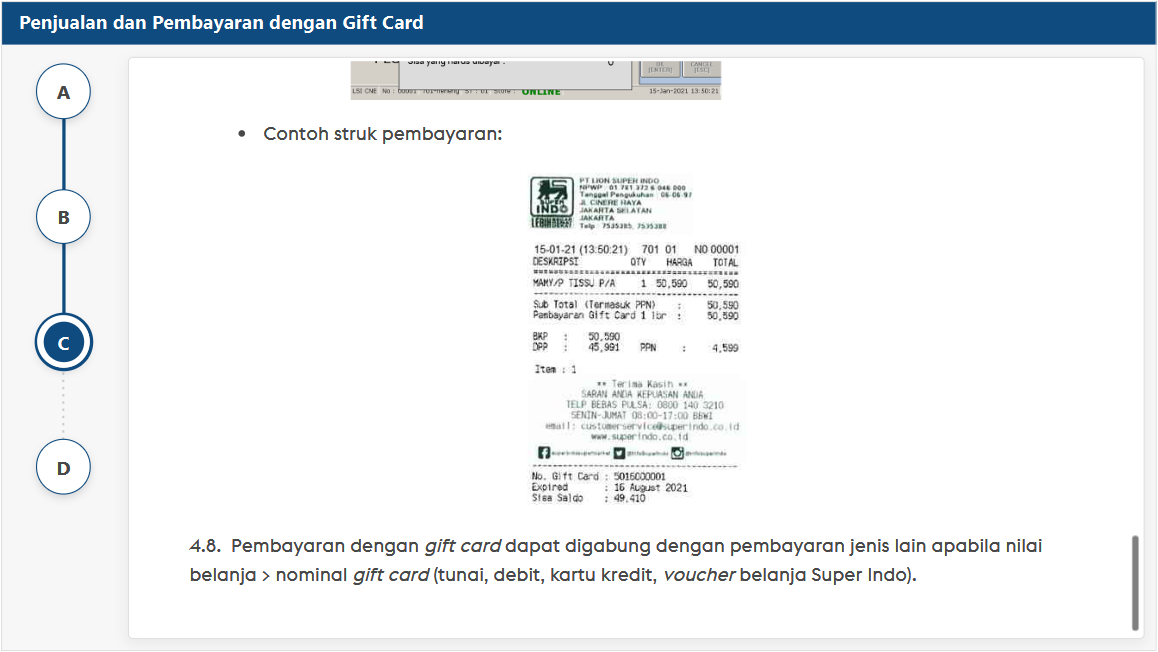 Penjualan dan Pembayaran dengan Gift Card
A
B
C
D
Sisa yang harus dibayar : 0
OK CANCEL
[ENTER] [ESC]
LSI CNE No : 00001 701-neneng ST : 01 Store : ONLINE 15-Jan-2021 13:50:21
• Contoh struk pembayaran:
SUPER
INDO
PT LION SUPER INDO
NPWP : 01 781 373 6 046 000
Tanggal Pengukuhan : 06-06-97
JL CINERE RAYA
JAKARTA SELATAN
JAKARTA
Telp : 7535385, 7535388
15-01-21 (13:50:21) 701 01 NO 00001
DESKRIPSI QTY HARGA TOTAL
MAMY/P TISSU P/A 1 50,590 50,590
Sub Total (Termasuk PPN) : 50,590
Pembayaran Gift Card 1 lbr : 50,590
BKP : 50,590
DPP : 45,991 PPN : 4,599
Item : 1
** Terima Kasih **
SARAN ANDA KEPUASAN ANDA
TELP BEBAS PULSA: 0800 140 3210
SENIN-JUMAT 08:00-17:00 BBWI
email: customerservice@superindo.co.id
www.superindo.co.id
No. Gift Card : 5016000001
Expired : 16 August 2021
Sisa Saldo : 49,410
4.8. Pembayaran dengan gift card dapat digabung dengan pembayaran jenis lain apabila nilai
belanja > nominal gift card (tunai, debit, kartu kredit, voucher belanja Super Indo).